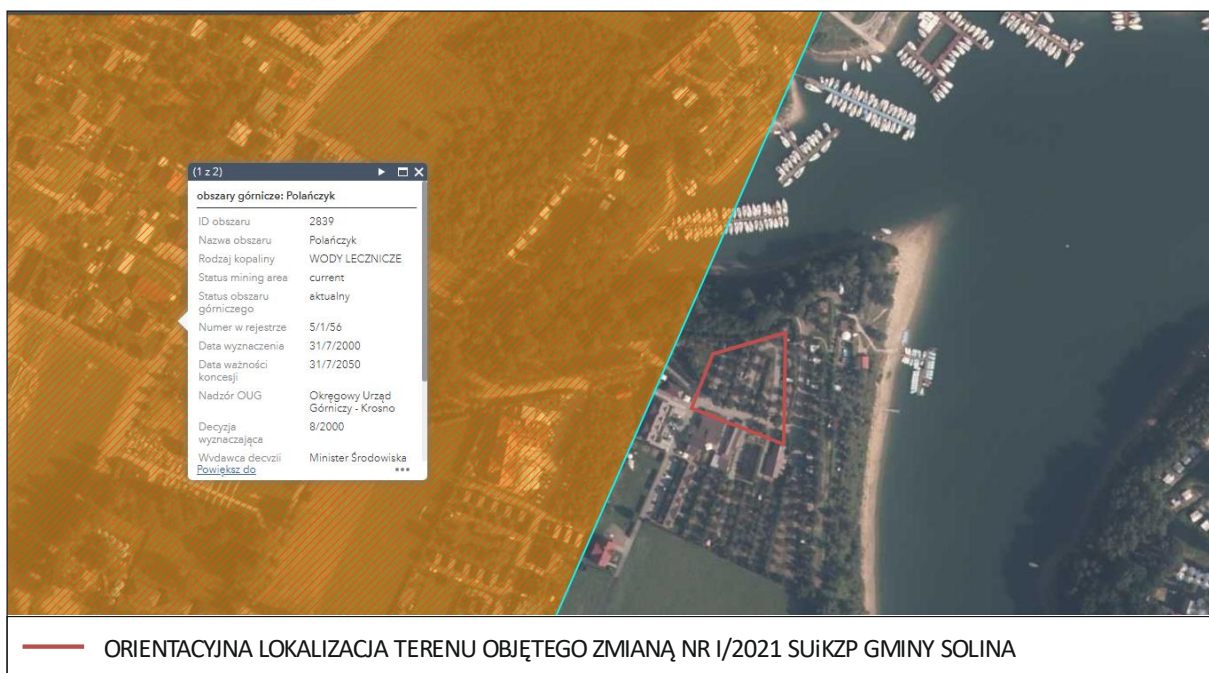 (1 z 2)
obszary górnicze: Polańczyk
ID obszaru 2839
Nazwa obszaru Polańczyk
Rodzaj kopaliny WODY LECZNICZE
Status mining area current
Status obszaru górniczego aktualny
Numer w rejestrze 5/1/56
Data wyznaczenia 31/7/2000
Data ważności koncesji 31/7/2050
Nadzór OUG Okręgowy Urząd Górniczy - Krosno
Decyzja wyznaczająca 8/2000
Wydawca decyzji Minister Środowiska
Powiększ do
ORIENTACYJNA LOKALIZACJA TERENU OBJĘTEGO ZMIANĄ NR I/2021 SUiKZP GMINY SOLINA